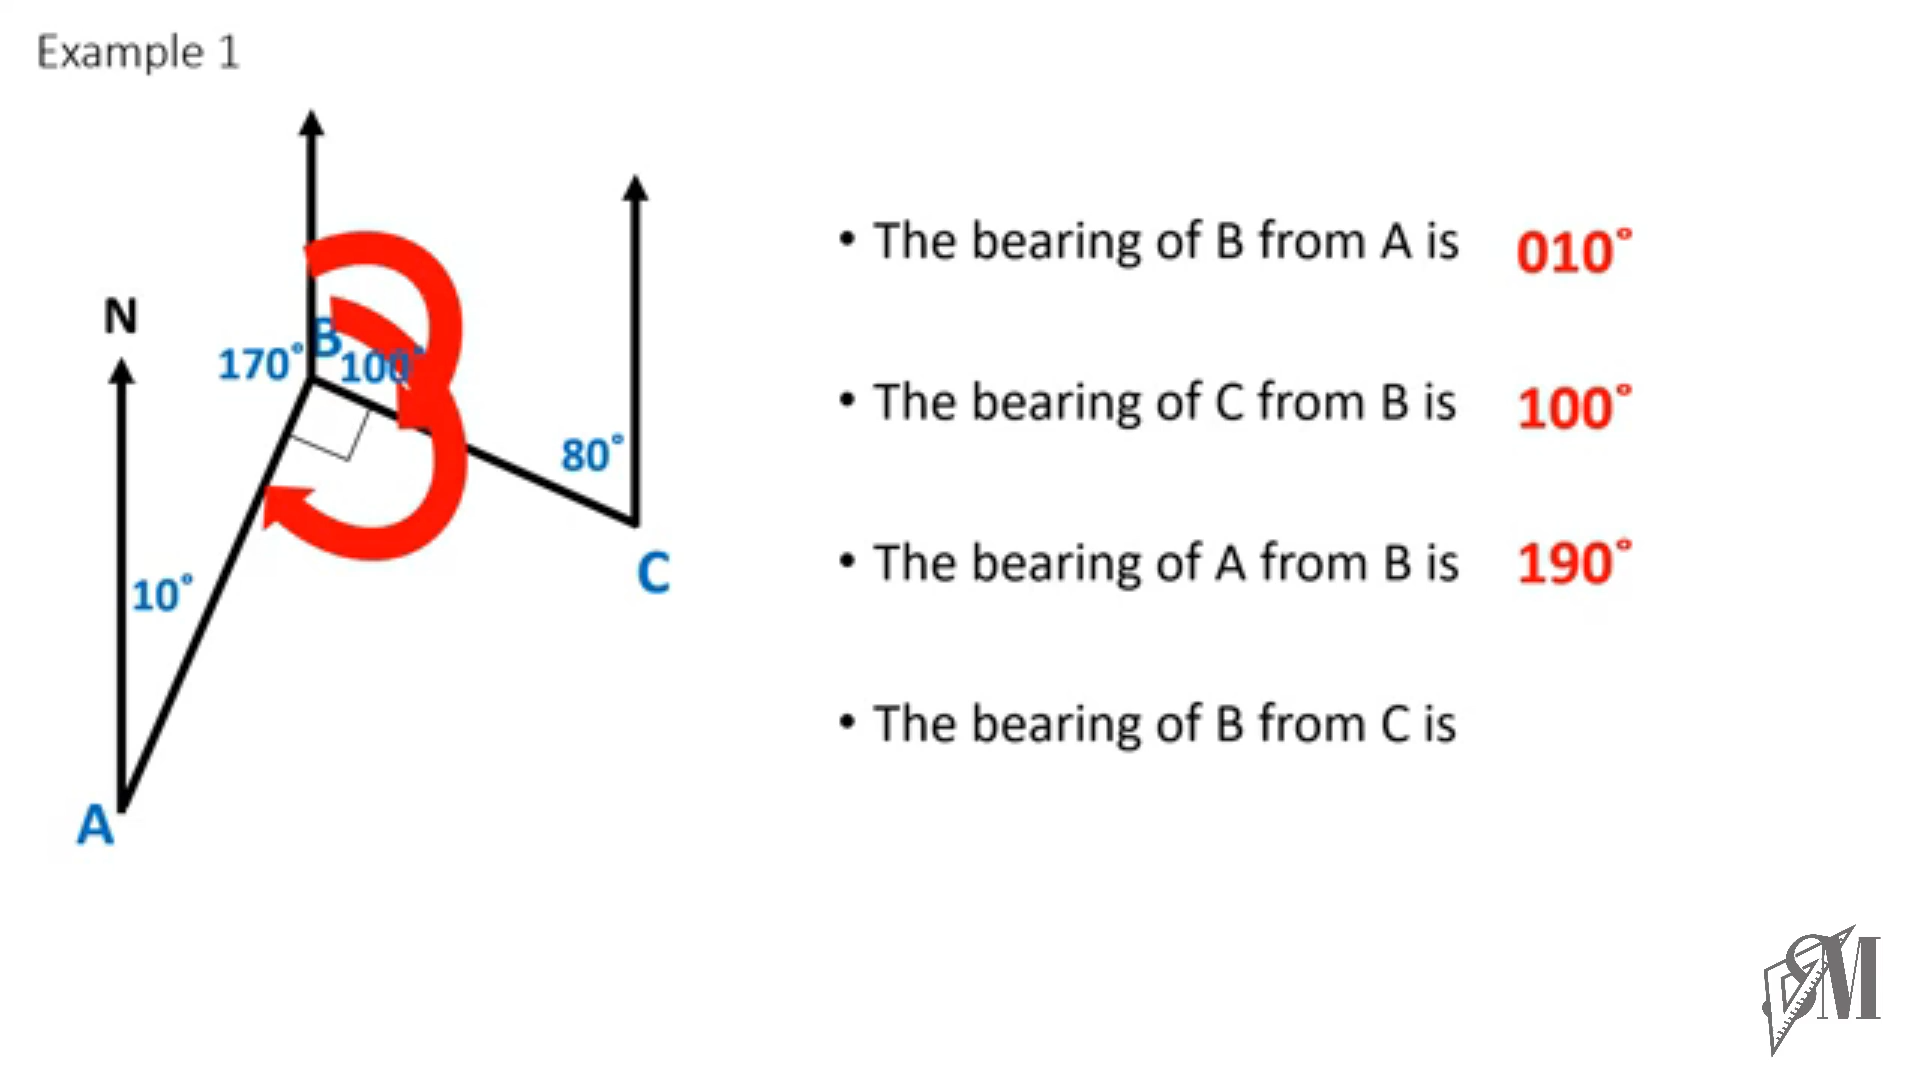 Example 1
N
B
170°
100°
80°
C
10°
A
• The bearing of B from A is 010°
• The bearing of C from B is 100°
• The bearing of A from B is 190°
• The bearing of B from C is
SM